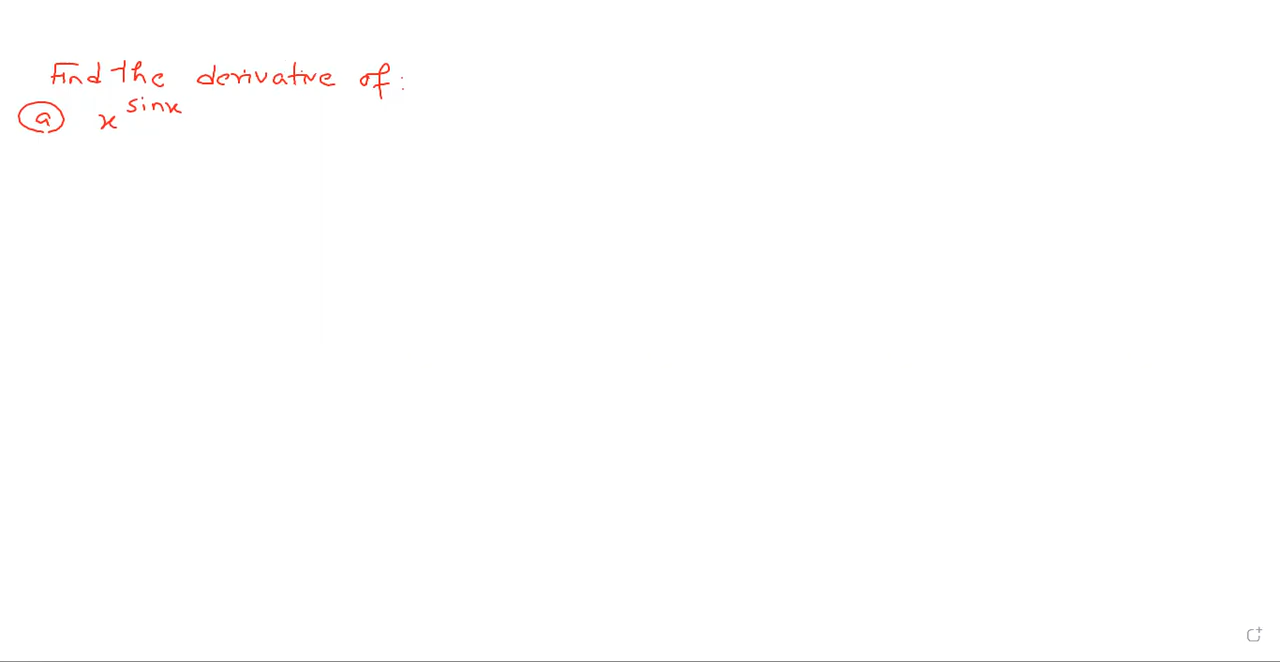 Find the derivative of:
ⓐ x^sinx